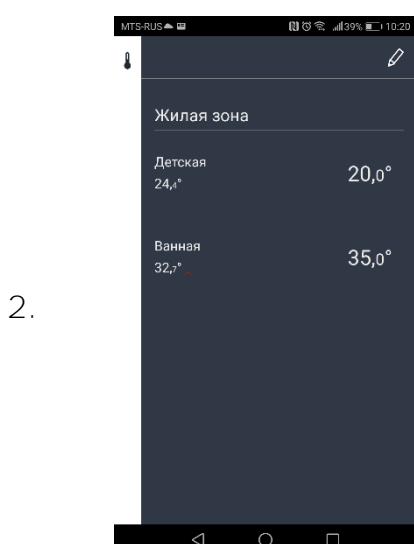 MTS-RUS 39% 10:20
Жилая зона
Детская
24,4° 20,0°
Ванная
32,7° 35,0°
2.